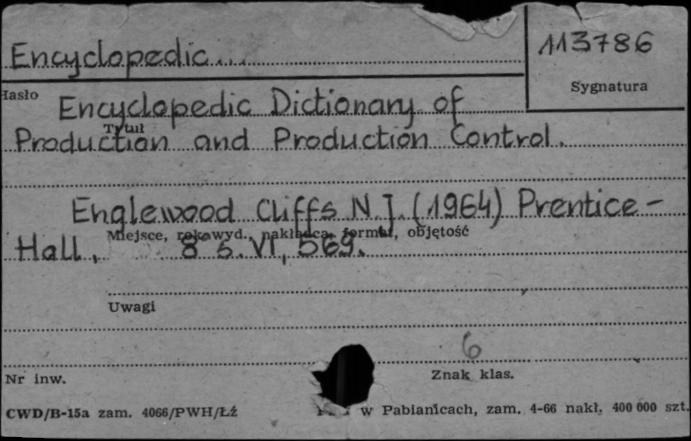 Encyclopedic...
113786
Hasło
Sygnatura
Encyclopedic Dictionary of
Tytuł
Production and Production Control.
Englewood Cliffs N J. (1964) Prentice-
Miejsce, rok wyd., nakładca, format, objętość
Hall, 8 s. VI, 569.
Uwagi
6
Nr inw.
Znak klas.
CWD/B-15a zam. 4066/PWH/Łź
w Pabianicach, zam. 4-66 nakł. 400 000 szt.